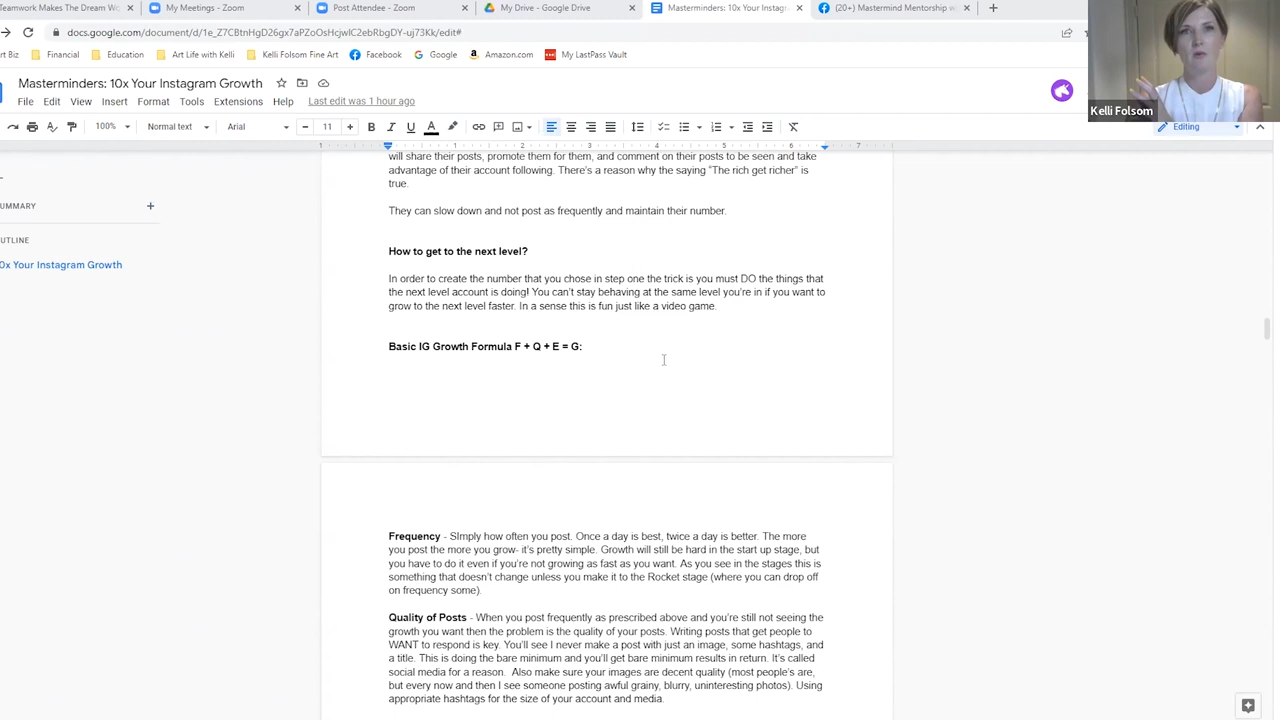 Teamwork Makes The Dream Wo
My Meetings - Zoom
Post Attendee - Zoom
My Drive - Google Drive
Masterminders: 10x Your Instagra
(20+) Mastermind Mentorship w
docs.google.com/document/d/1e_Z7CBtnHgD26gx7aPZoOsHcjwlC2ebRbgDY-uj73Kk/edit#
rt Biz
Financial
Education
Art Life with Kelli
Kelli Folsom Fine Art
Facebook
Google
Amazon.com
My LastPass Vault
Masterminders: 10x Your Instagram Growth
File Edit View Insert Format Tools Extensions Help Last edit was 1 hour ago
Kelli Folsom
100% Normal text Arial 11 B I U A
Editing
1 1 2 3 4 5 6 7
UMMARY
UTLINE
0x Your Instagram Growth
will share their posts, promote them for them, and comment on their posts to be seen and take
advantage of their account following. There's a reason why the saying "The rich get richer" is
true.
They can slow down and not post as frequently and maintain their number.
How to get to the next level?
In order to create the number that you chose in step one the trick is you must DO the things that
the next level account is doing! You can't stay behaving at the same level you're in if you want to
grow to the next level faster. In a sense this is fun just like a video game.
Basic IG Growth Formula F + Q + E = G:
Frequency - SImply how often you post. Once a day is best, twice a day is better. The more
you post the more you grow- it's pretty simple. Growth will still be hard in the start up stage, but
you have to do it even if you're not growing as fast as you want. As you see in the stages this is
something that doesn't change unless you make it to the Rocket stage (where you can drop off
on frequency some).
Quality of Posts - When you post frequently as prescribed above and you're still not seeing the
growth you want then the problem is the quality of your posts. Writing posts that get people to
WANT to respond is key. You'll see I never make a post with just an image, some hashtags, and
a title. This is doing the bare minimum and you'll get bare minimum results in return. It's called
social media for a reason. Also make sure your images are decent quality (most people's are,
but every now and then I see someone posting awful grainy, blurry, uninteresting photos). Using
appropriate hashtags for the size of your account and media.